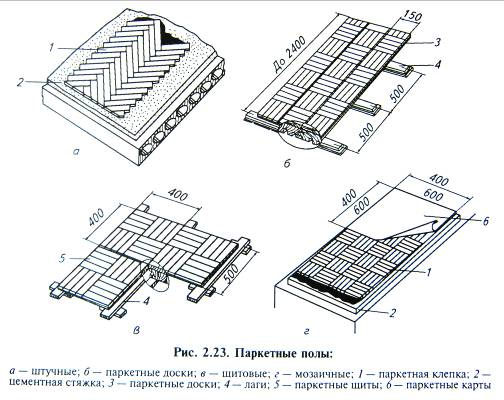 1
2
а
До 2400
150
3
4
500
500
б
400
400
5
4
500
в
400
600
400
600
6
1
2
г
Рис. 2.23. Паркетные полы:
а — штучные; б — паркетные доски; в — щитовые; г — мозаичные; 1 — паркетная клепка; 2 —
цементная стяжка; 3 — паркетные доски; 4 — лаги; 5 — паркетные щиты; 6 — паркетные карты